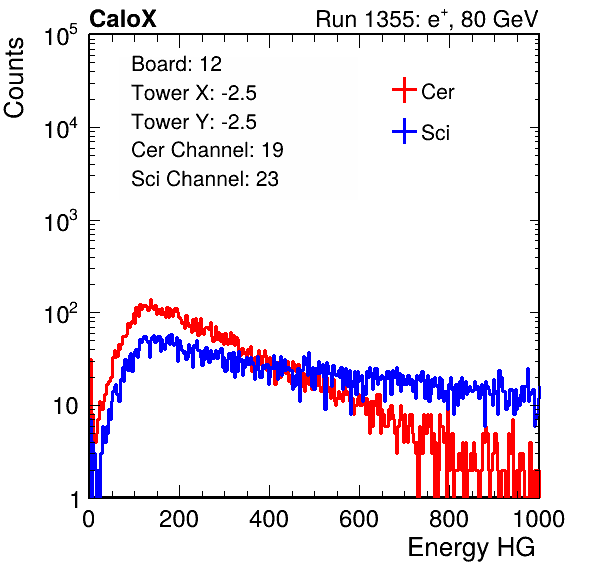 CaloX Run 1355: e⁺, 80 GeV
Counts
10⁵
10⁴
10³
10²
10
1
Board: 12
Tower X: -2.5
Tower Y: -2.5
Cer Channel: 19
Sci Channel: 23
Cer
Sci
0 200 400 600 800 1000
Energy HG